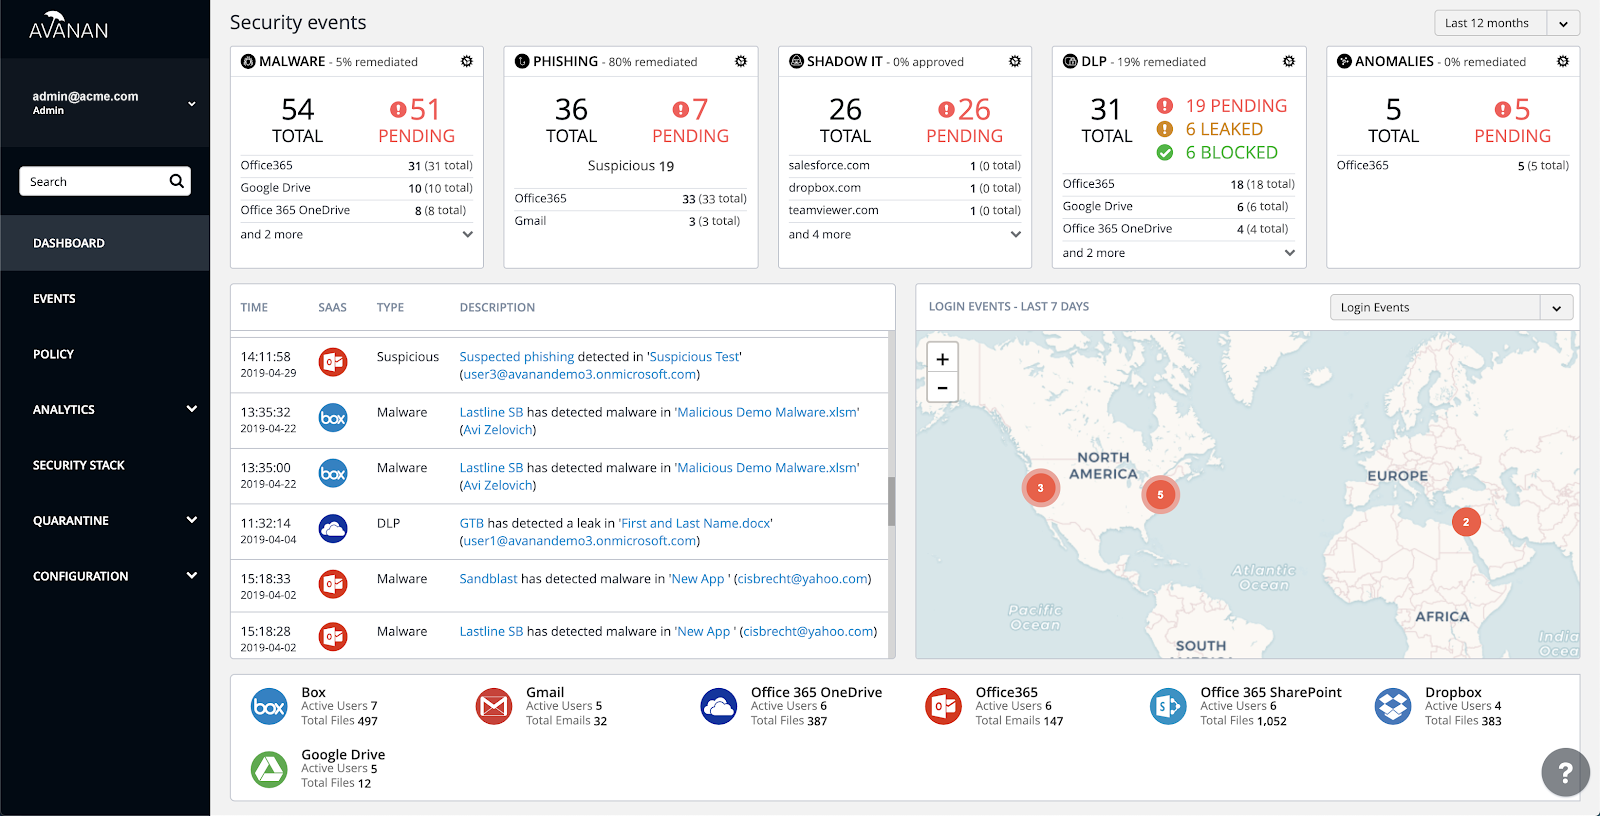 AVANAN
admin@acme.com
Admin
Search
DASHBOARD
EVENTS
POLICY
ANALYTICS
SECURITY STACK
QUARANTINE
CONFIGURATION
Security events
Last 12 months
MALWARE - 5% remediated
54 51
TOTAL PENDING
Office365 31 (31 total)
Google Drive 10 (10 total)
Office 365 OneDrive 8 (8 total)
and 2 more
PHISHING - 80% remediated
36 7
TOTAL PENDING
Suspicious 19
Office365 33 (33 total)
Gmail 3 (3 total)
SHADOW IT - 0% approved
26 26
TOTAL PENDING
salesforce.com 1 (0 total)
dropbox.com 1 (0 total)
teamviewer.com 1 (0 total)
and 4 more
DLP - 19% remediated
31
TOTAL
19 PENDING
6 LEAKED
6 BLOCKED
Office365 18 (18 total)
Google Drive 6 (6 total)
Office 365 OneDrive 4 (4 total)
and 2 more
ANOMALIES - 0% remediated
5 5
TOTAL PENDING
Office365 5 (5 total)
TIME SAAS TYPE DESCRIPTION
14:11:58 Suspicious Suspected phishing detected in 'Suspicious Test'
2019-04-29 (user3@avanandemo3.onmicrosoft.com)
13:35:32 box Malware Lastline SB has detected malware in 'Malicious Demo Malware.xlsm'
2019-04-22 (Avi Zelovich)
13:35:00 box Malware Lastline SB has detected malware in 'Malicious Demo Malware.xlsm'
2019-04-22 (Avi Zelovich)
11:32:14 DLP GTB has detected a leak in 'First and Last Name.docx'
2019-04-04 (user1@avanandemo3.onmicrosoft.com)
15:18:33 Malware Sandblast has detected malware in 'New App ' (cisbrecht@yahoo.com)
2019-04-02
15:18:28 Malware Lastline SB has detected malware in 'New App ' (cisbrecht@yahoo.com)
2019-04-02
LOGIN EVENTS - LAST 7 DAYS
Login Events
+
−
NORTH
AMERICA
EUROPE
3
5
2
Atlantic
Ocean
Pacific
Ocean
AFRICA
SOUTH
India
box
Box
Active Users 7
Total Files 497
Gmail
Active Users 5
Total Emails 32
Office 365 OneDrive
Active Users 6
Total Files 387
Office365
Active Users 6
Total Emails 147
Office 365 SharePoint
Active Users 6
Total Files 1,052
Dropbox
Active Users 4
Total Files 383
Google Drive
Active Users 5
Total Files 12
?